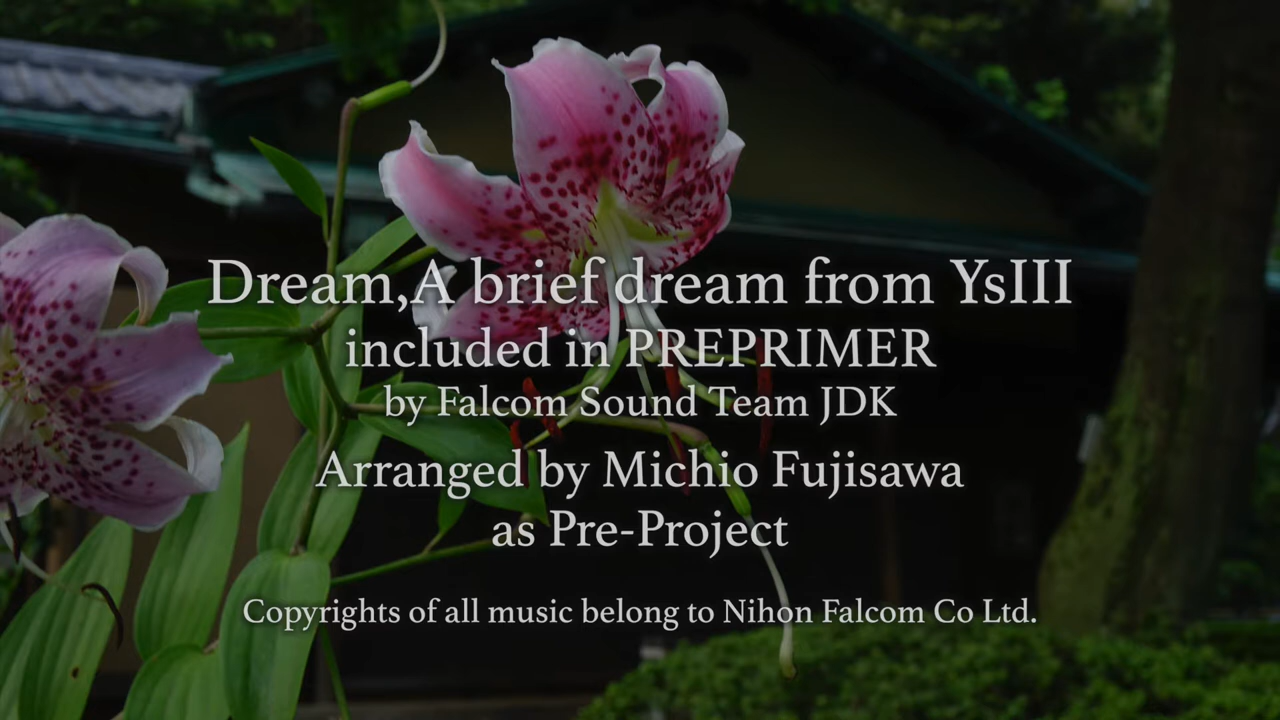 Dream,A brief dream from YsIII
included in PREPRIMER
by Falcom Sound Team JDK
Arranged by Michio Fujisawa
as Pre-Project
Copyrights of all music belong to Nihon Falcom Co Ltd.